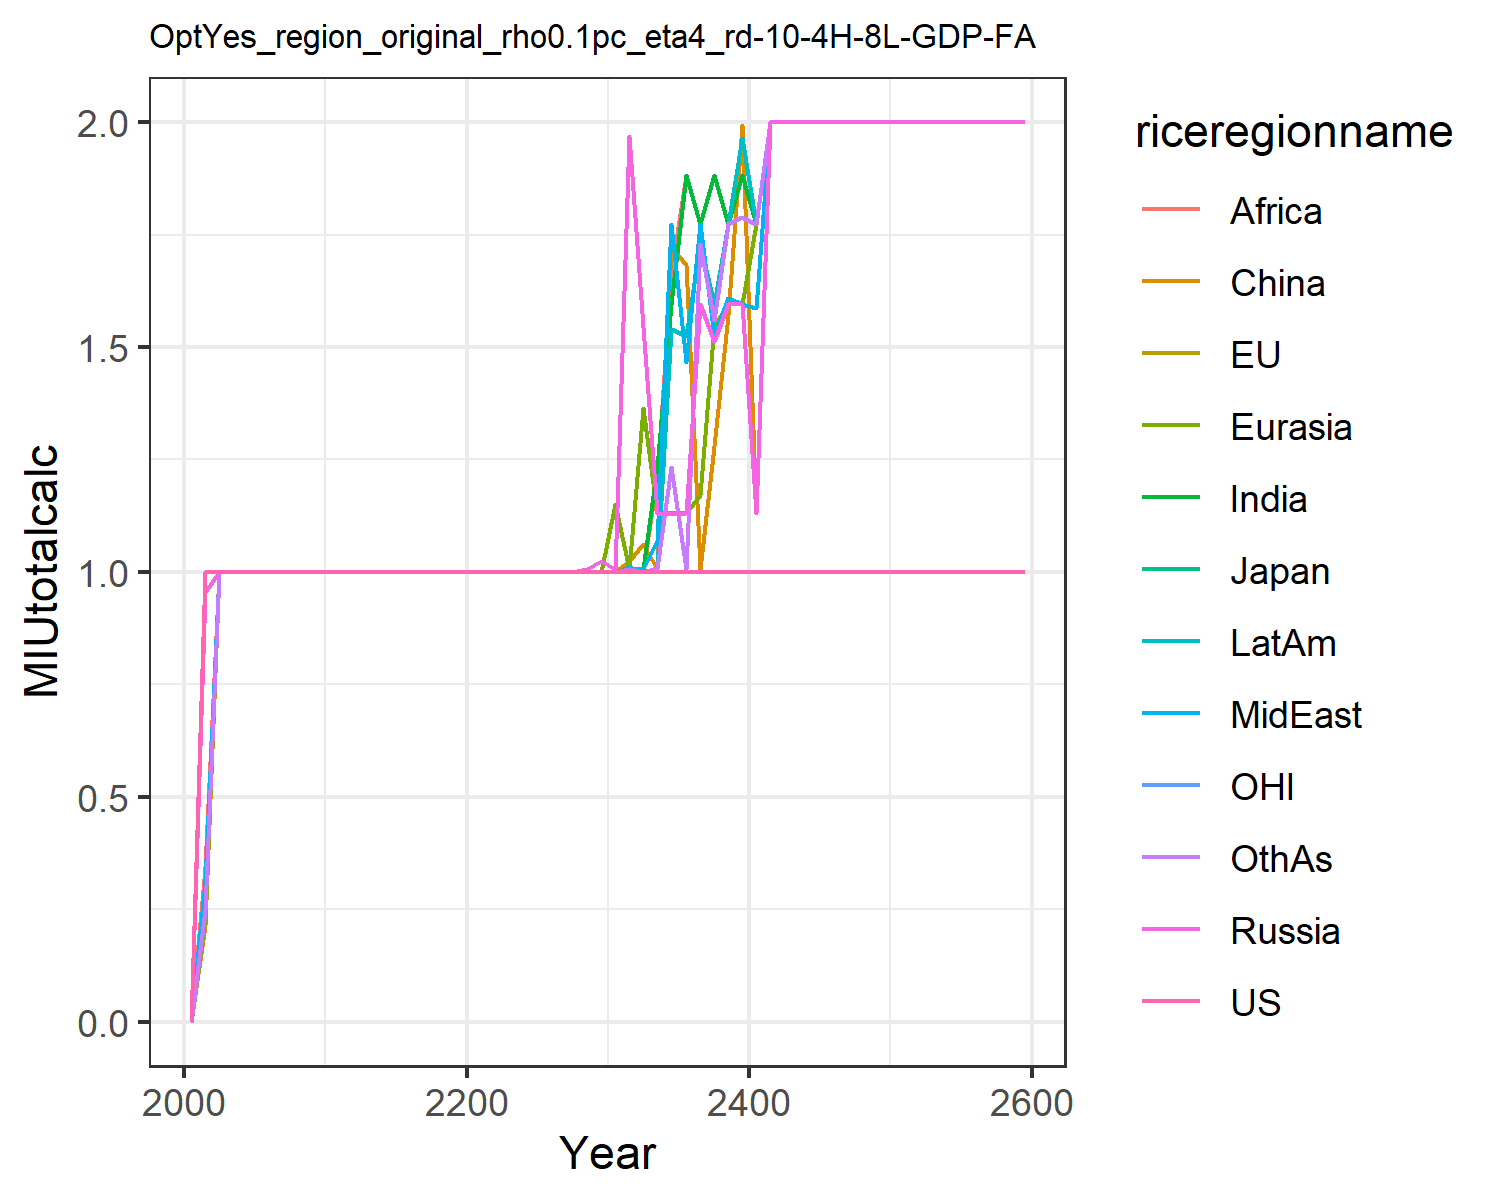 OptYes_region_original_rho0.1pc_eta4_rd-10-4H-8L-GDP-FA
MIUtotalcalc
2.0
1.5
1.0
0.5
0.0
2000 2200 2400 2600
Year
riceregionname
Africa
China
EU
Eurasia
India
Japan
LatAm
MidEast
OHI
OthAs
Russia
US